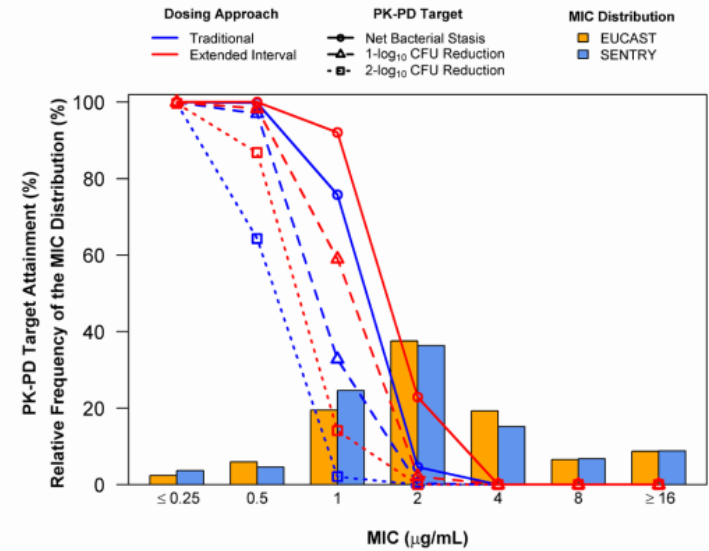 Dosing Approach
Traditional
Extended Interval
PK-PD Target
Net Bacterial Stasis
1-log₁₀ CFU Reduction
2-log₁₀ CFU Reduction
MIC Distribution
EUCAST
SENTRY
PK-PD Target Attainment (%)
Relative Frequency of the MIC Distribution (%)
100
80
60
40
20
0
≤ 0.25 0.5 1 2 4 8 ≥ 16
MIC (μg/mL)